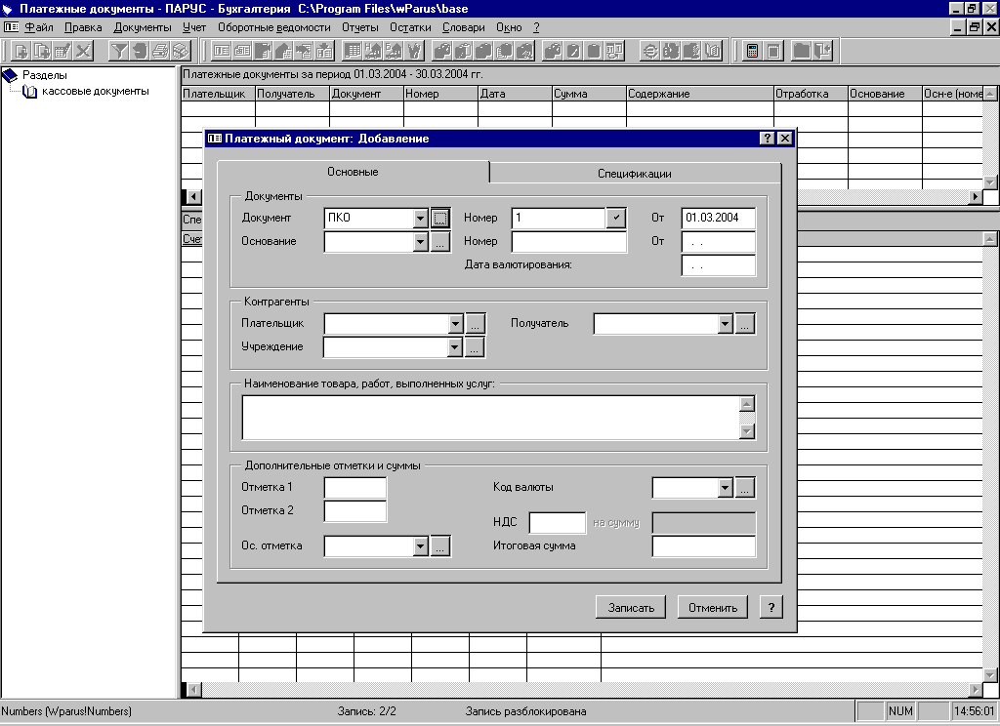 Платежные документы - ПАРУС - Бухгалтерия C:\Program Files\wParus\base
Файл Правка Документы Учет Оборотные ведомости Отчеты Остатки Словари Окно ?
Разделы
кассовые документы
Платежные документы за период 01.03.2004 - 30.03.2004 гг.
Плательщик Получатель Документ Номер Дата Сумма Содержание Отработка Основание Осн-е (номе
Платежный документ: Добавление
Основные Спецификации
Документы
Документ ПКО ... Номер 1 От 01.03.2004
Основание ... Номер От . .
Дата валютирования: . .
Спе
Счет
Контрагенты
Плательщик ... Получатель ...
Учреждение ...
Наименование товара, работ, выполненных услуг:
Дополнительные отметки и суммы
Отметка 1 Код валюты ...
Отметка 2
НДС на сумму
Ос. отметка ... Итоговая сумма
Записать Отменить ?
Numbers (Wparus!Numbers) Запись: 2/2 Запись разблокирована NUM 14:56:01